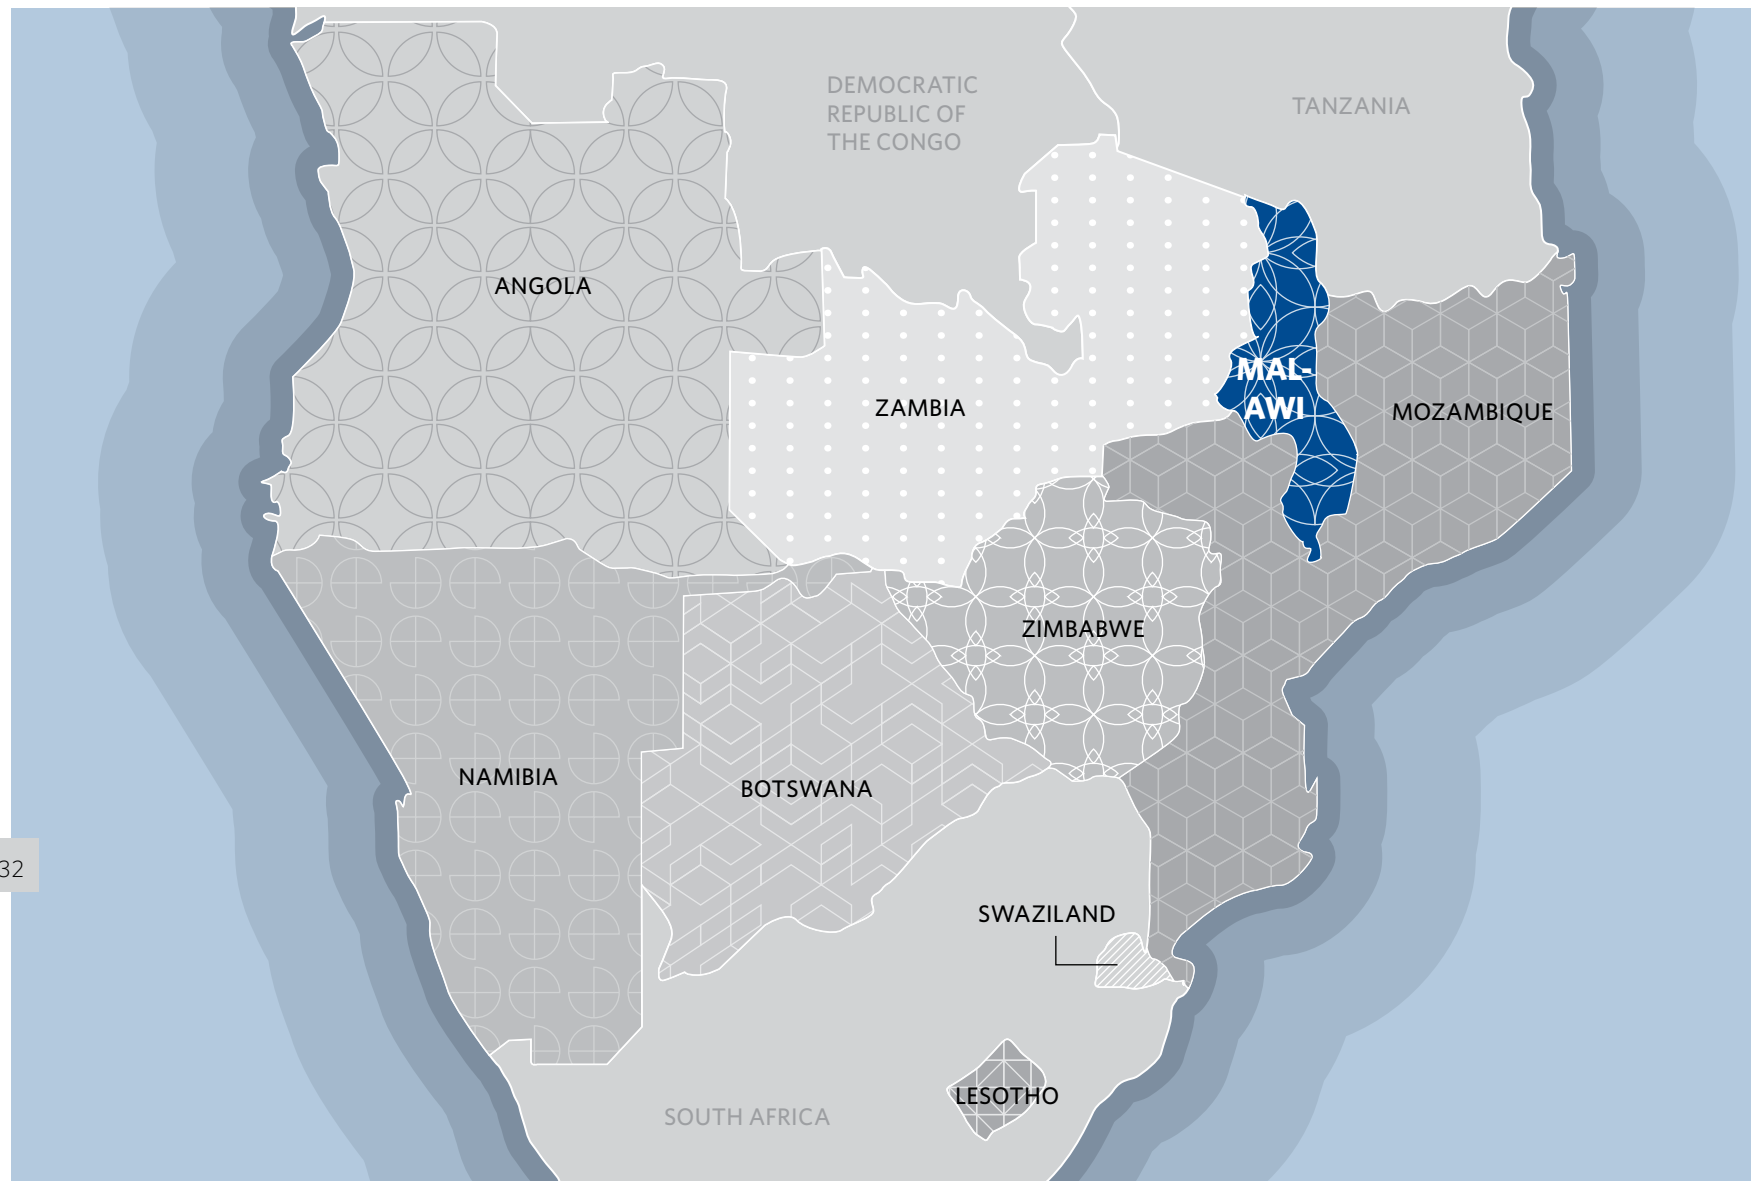 DEMOCRATIC
REPUBLIC OF
THE CONGO
TANZANIA
ANGOLA
MAL-
AWI
ZAMBIA
MOZAMBIQUE
ZIMBABWE
NAMIBIA
BOTSWANA
32
SWAZILAND
LESOTHO
SOUTH AFRICA